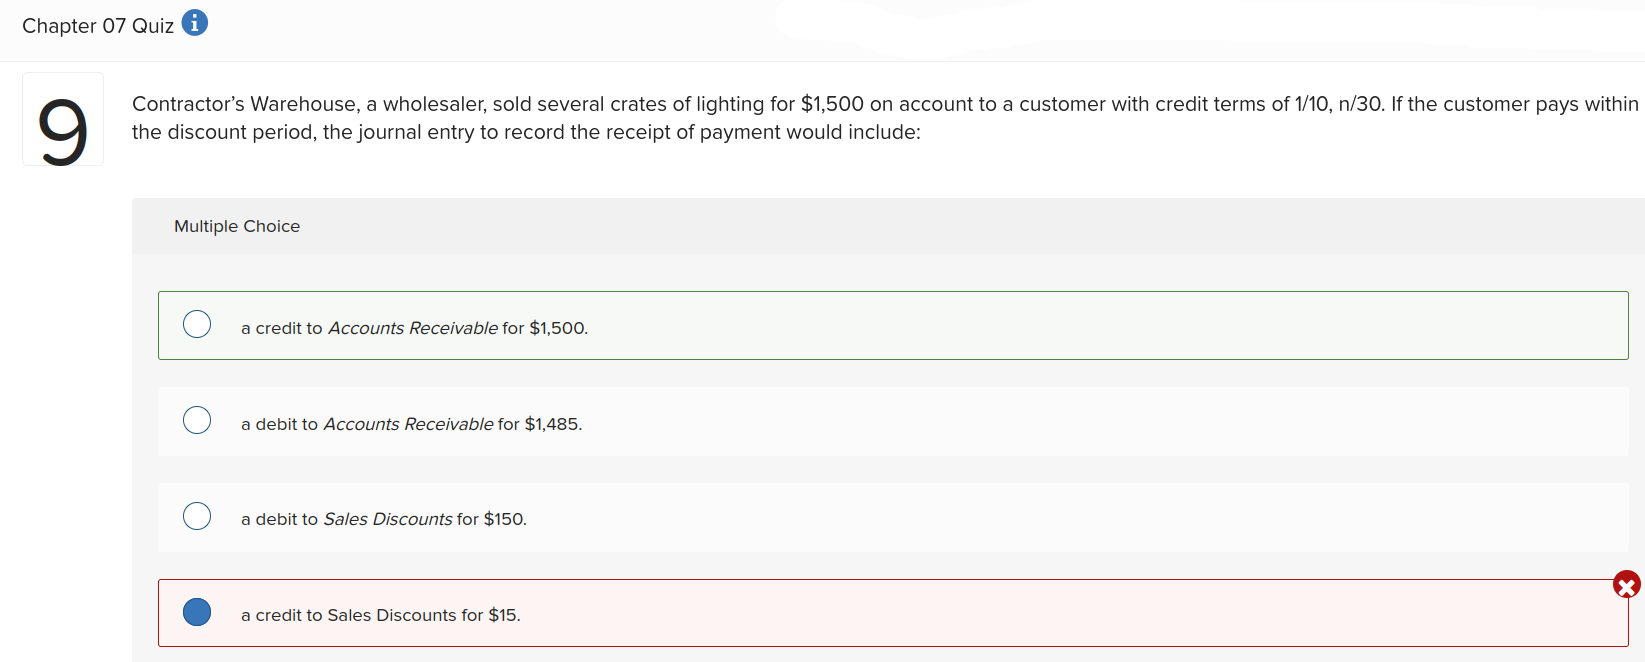 Chapter 07 Quiz i
9
Contractor’s Warehouse, a wholesaler, sold several crates of lighting for $1,500 on account to a customer with credit terms of 1/10, n/30. If the customer pays within
the discount period, the journal entry to record the receipt of payment would include:
Multiple Choice
a credit to Accounts Receivable for $1,500.
a debit to Accounts Receivable for $1,485.
a debit to Sales Discounts for $150.
a credit to Sales Discounts for $15.